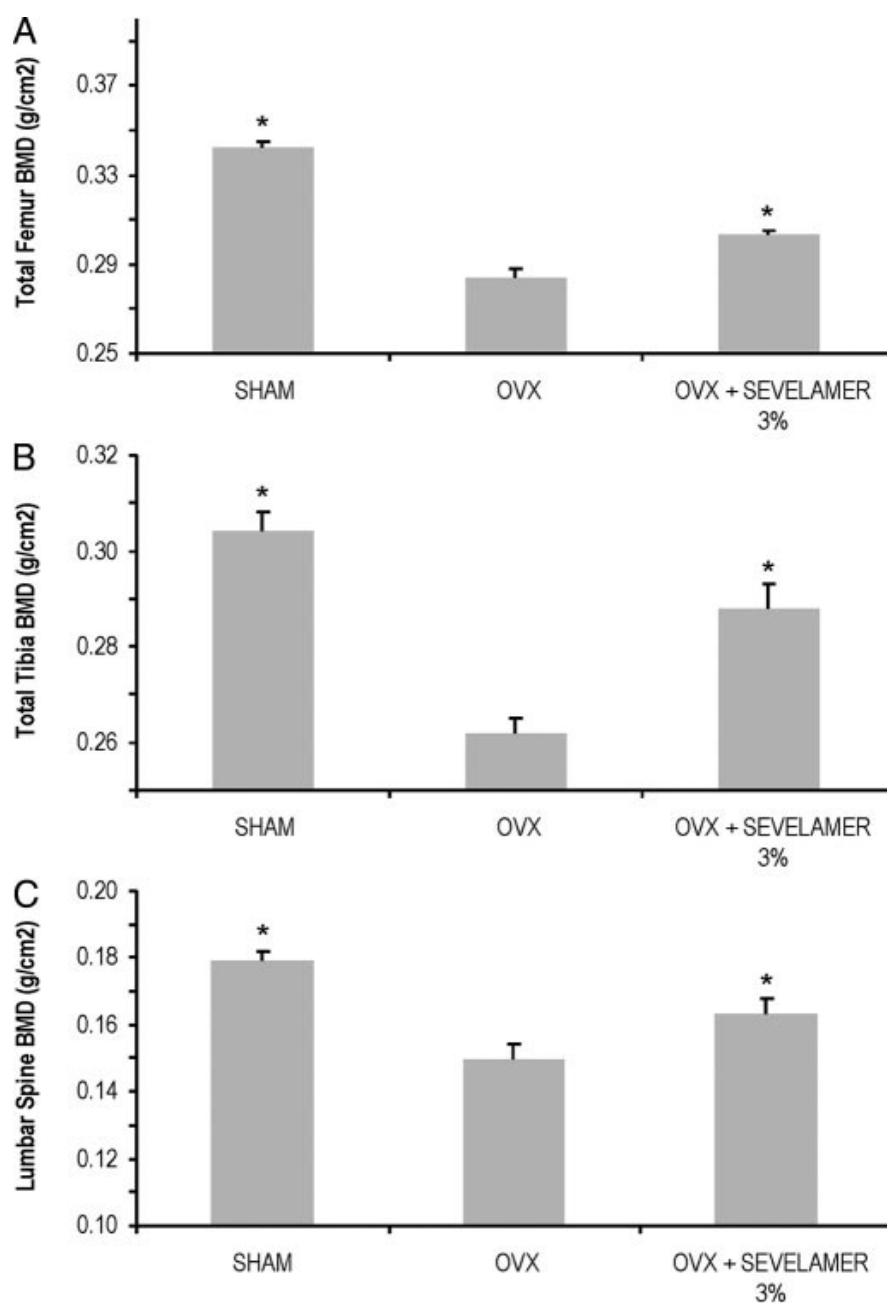 A
Total Femur BMD (g/cm2)
0.37
0.33
0.29
0.25
*
*
SHAM
OVX
OVX + SEVELAMER
3%
B
Total Tibia BMD (g/cm2)
0.32
0.30
0.28
0.26
*
*
SHAM
OVX
OVX + SEVELAMER
3%
C
Lumbar Spine BMD (g/cm2)
0.20
0.18
0.16
0.14
0.12
0.10
*
*
SHAM
OVX
OVX + SEVELAMER
3%